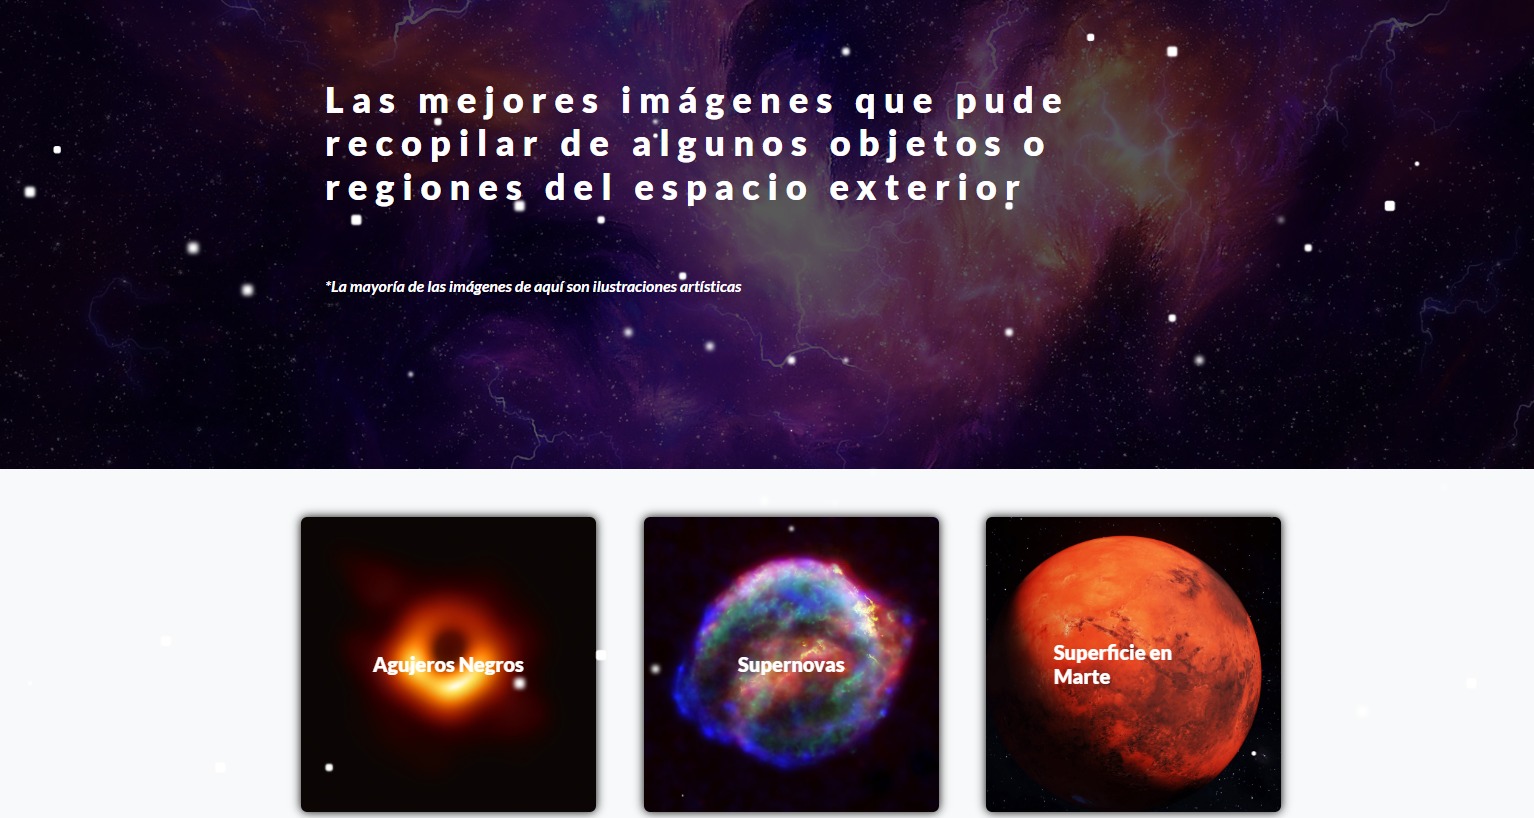 Las mejores imágenes que pude
recopilar de algunos objetos o
regiones del espacio exterior
*La mayoría de las imágenes de aquí son ilustraciones artísticas
Agujeros Negros
Supernovas
Superficie en
Marte